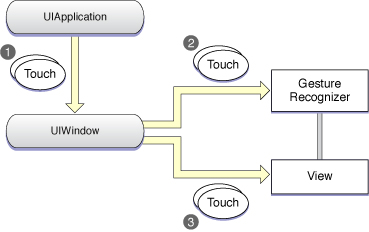 UIApplication
1
Touch
2
Touch
Gesture
Recognizer
UIWindow
View
Touch
3